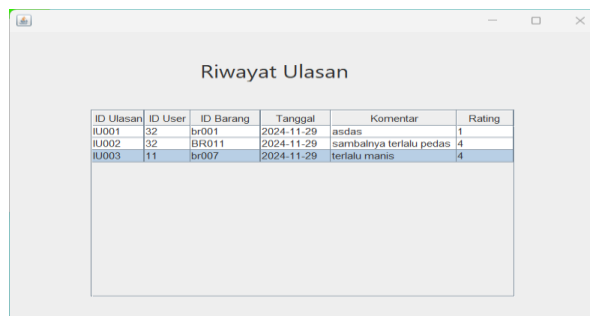 Riwayat Ulasan
ID Ulasan ID User ID Barang Tanggal Komentar Rating
IU001 32 br001 2024-11-29 asdas 1
IU002 32 BR011 2024-11-29 sambalnya terlalu pedas 4
IU003 11 br007 2024-11-29 terlalu manis 4